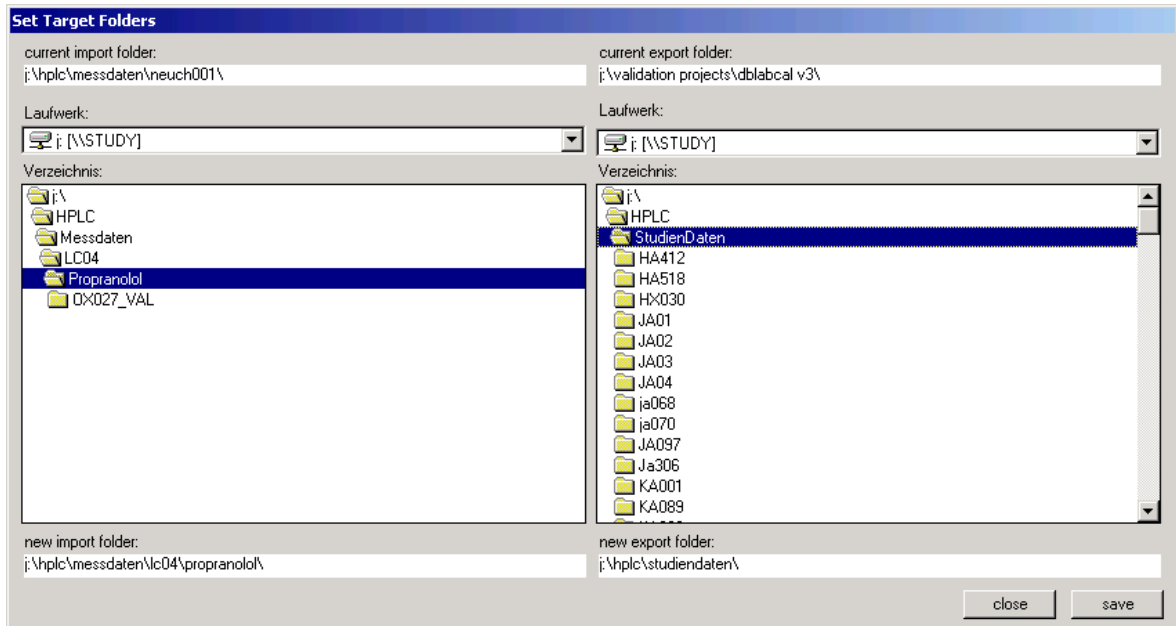 Set Target Folders
current import folder:
j:\hplc\messdaten\neuch001\
Laufwerk:
j: [\\STUDY]
Verzeichnis:
j:\
HPLC
Messdaten
LC04
Propranolol
OX027_VAL
new import folder:
j:\hplc\messdaten\lc04\propranolol\
current export folder:
j:\validation projects\dblabcal v3\
Laufwerk:
j: [\\STUDY]
Verzeichnis:
j:\
HPLC
StudienDaten
HA412
HA518
HX030
JA01
JA02
JA03
JA04
ja068
ja070
JA097
Ja306
KA001
KA089
new export folder:
j:\hplc\studiendaten\
close
save